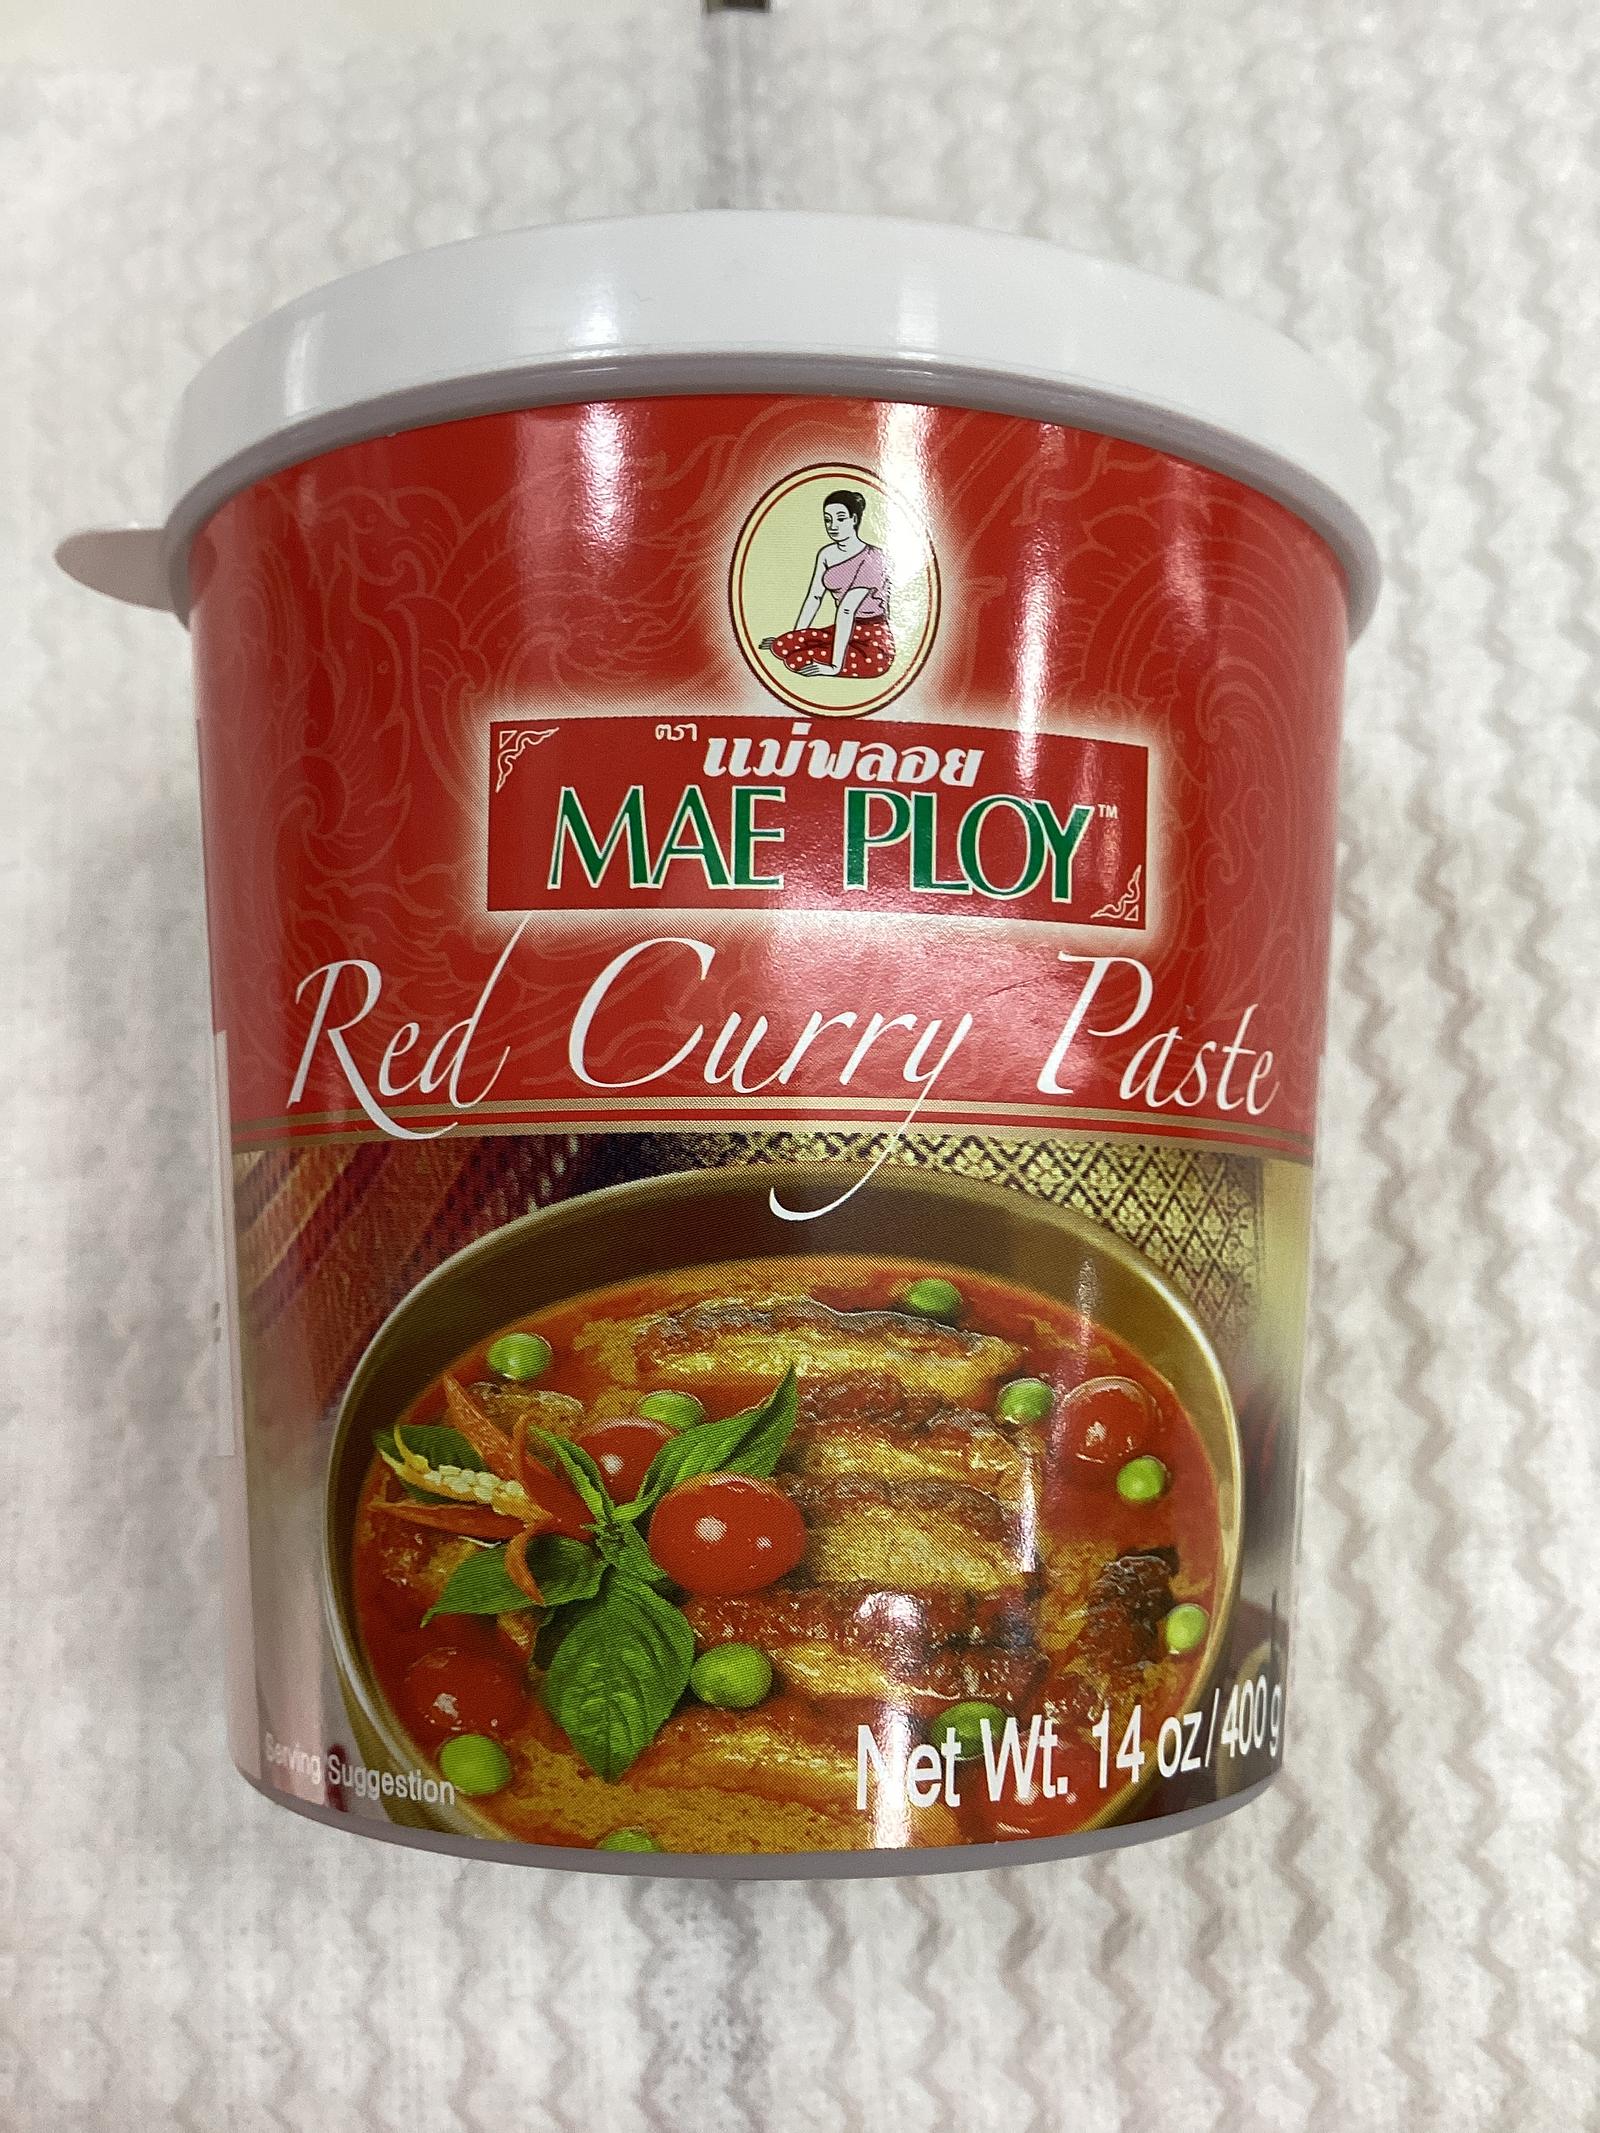 ตรา แม่พลอย
MAE PLOY™
Red Curry Paste
Net Wt. 14 oz / 400 g
Serving Suggestion